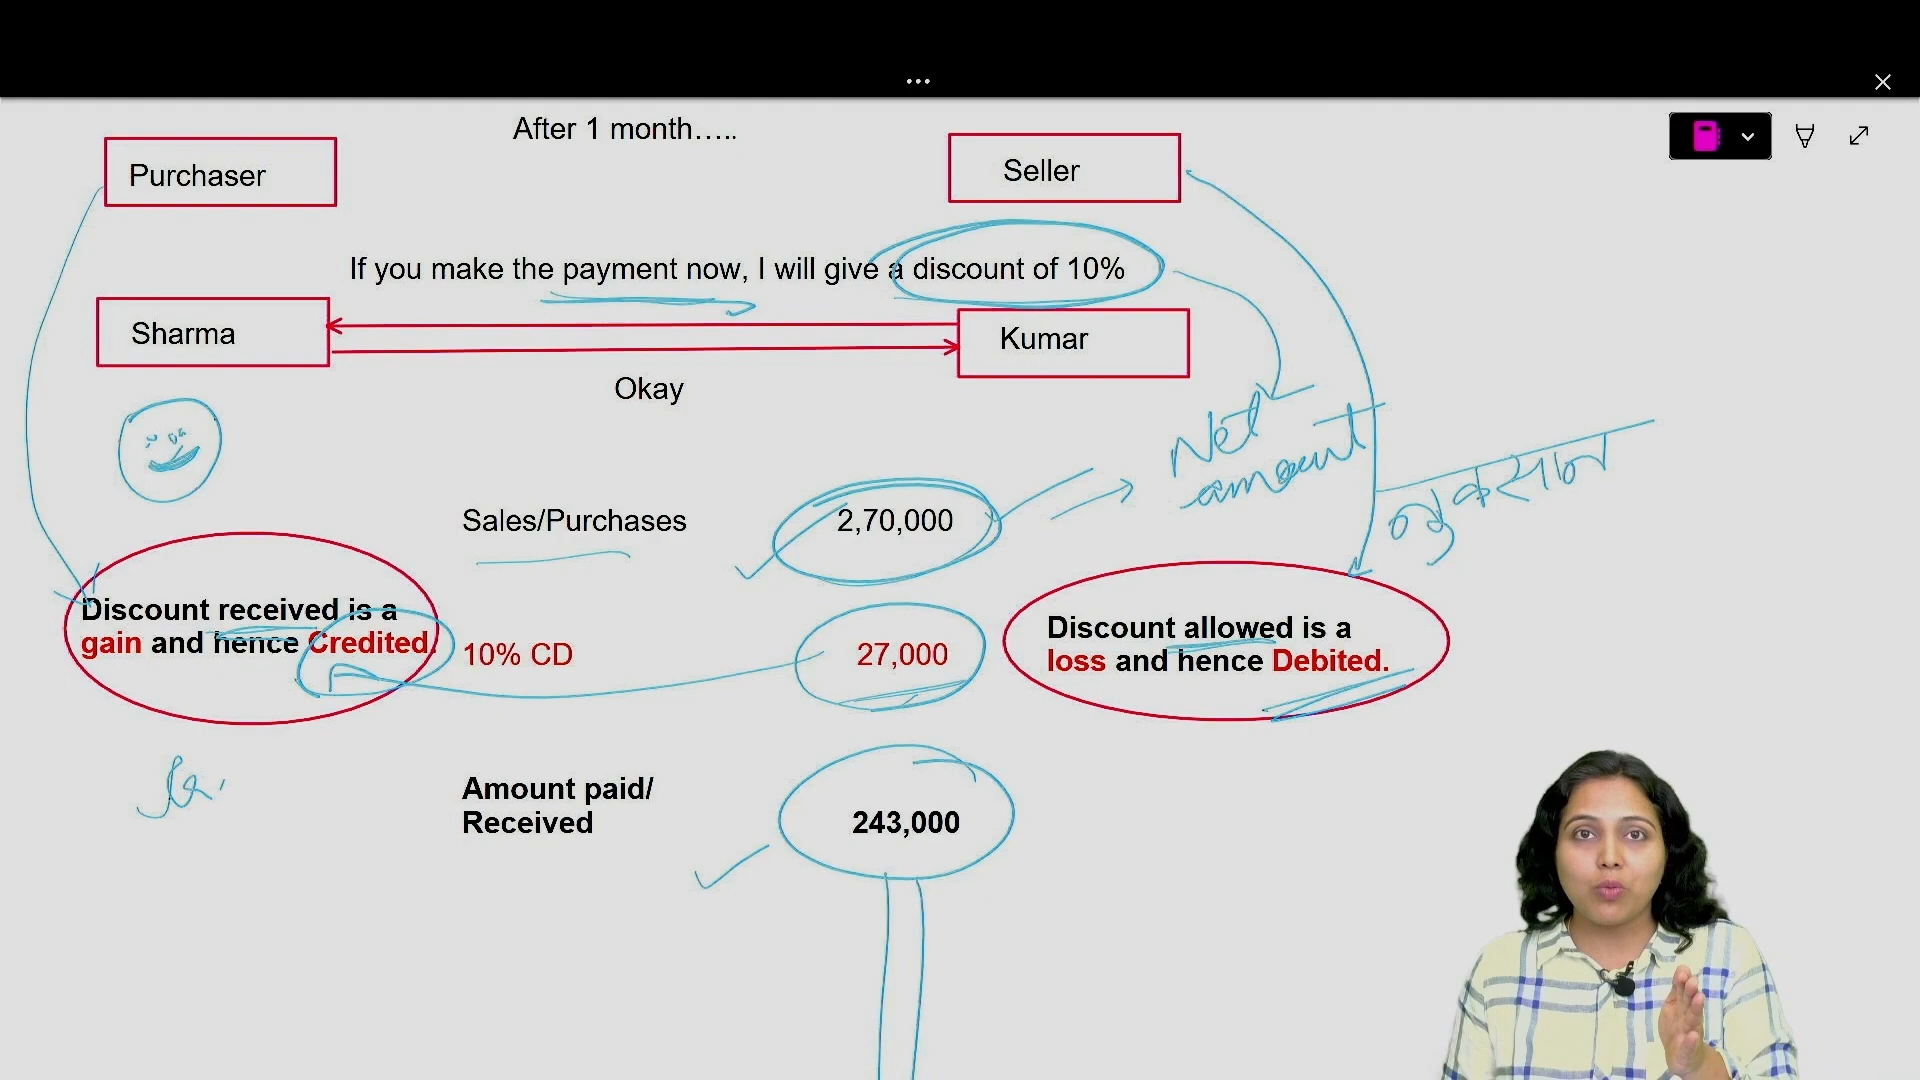 After 1 month.....
Purchaser
Seller
If you make the payment now, I will give a discount of 10%
Sharma
Kumar
Okay
Net
amount
नुकसान
Sales/Purchases 2,70,000
Discount received is a
gain and hence Credited.
10% CD 27,000
Discount allowed is a
loss and hence Debited.
Amount paid/
Received
243,000